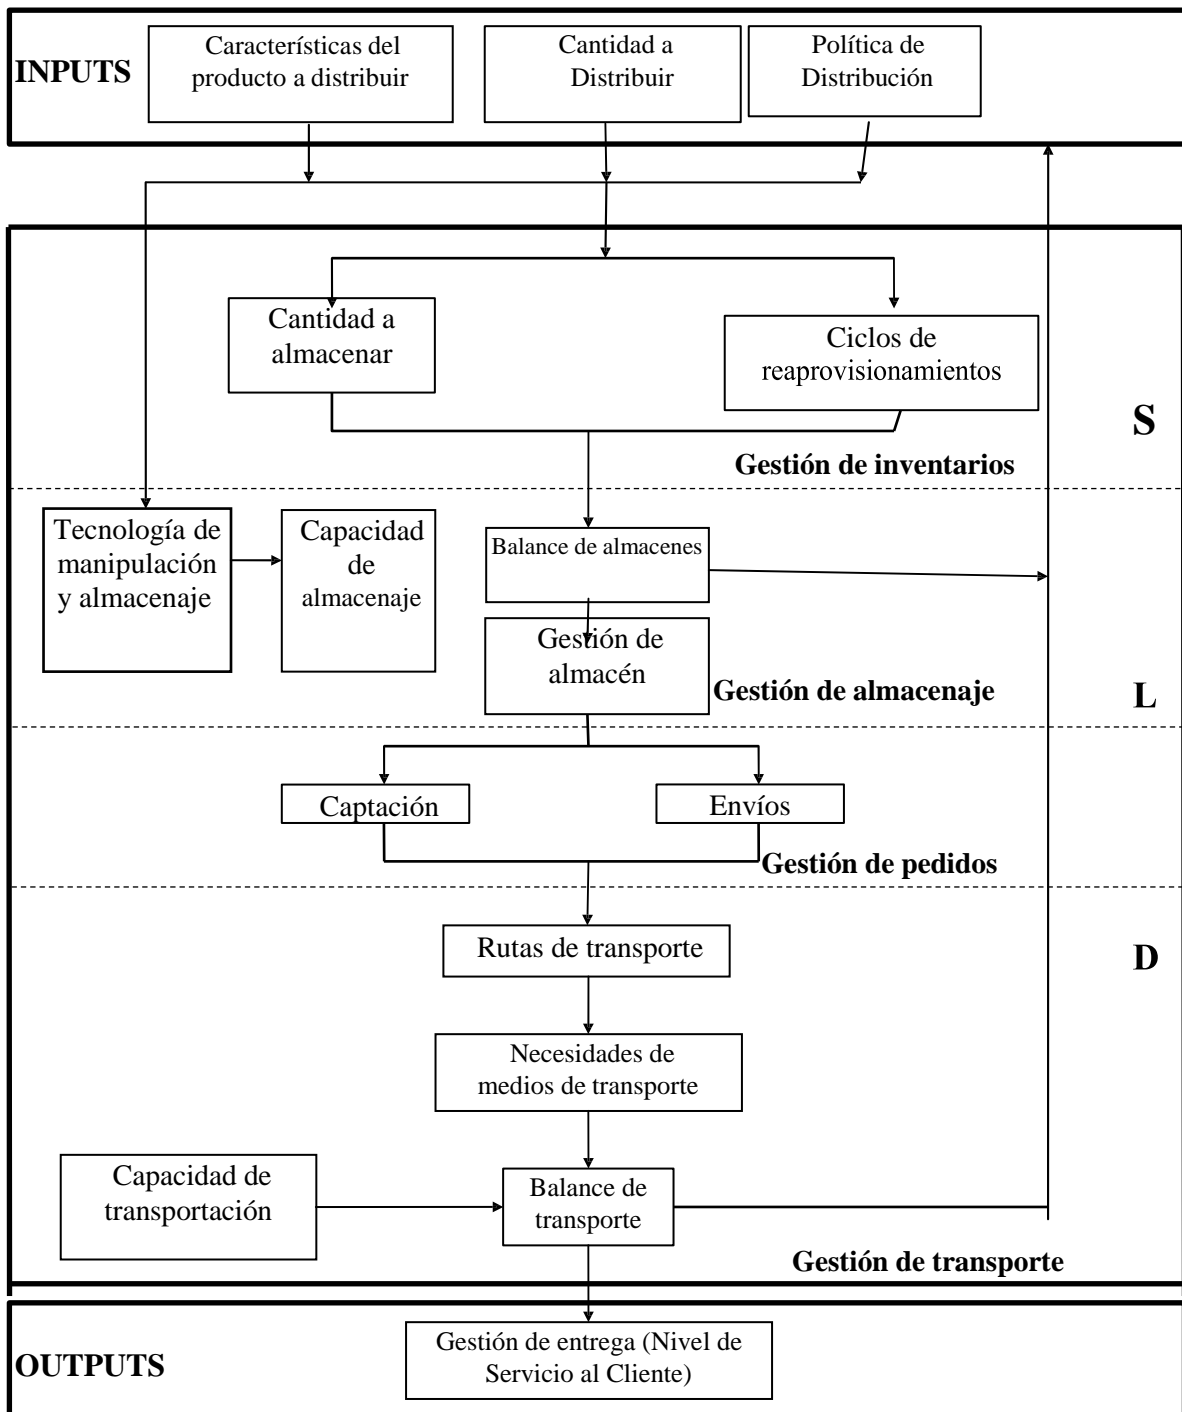 INPUTS
Características del
producto a distribuir
Cantidad a
Distribuir
Política de
Distribución
Cantidad a
almacenar
Ciclos de
reaprovisionamientos
S
Gestión de inventarios
Tecnología de
manipulación
y almacenaje
Capacidad
de
almacenaje
Balance de almacenes
Gestión de
almacén
Gestión de almacenaje
L
Captación
Envíos
Gestión de pedidos
Rutas de transporte
D
Necesidades de
medios de transporte
Capacidad de
transportación
Balance de
transporte
Gestión de transporte
OUTPUTS
Gestión de entrega (Nivel de
Servicio al Cliente)